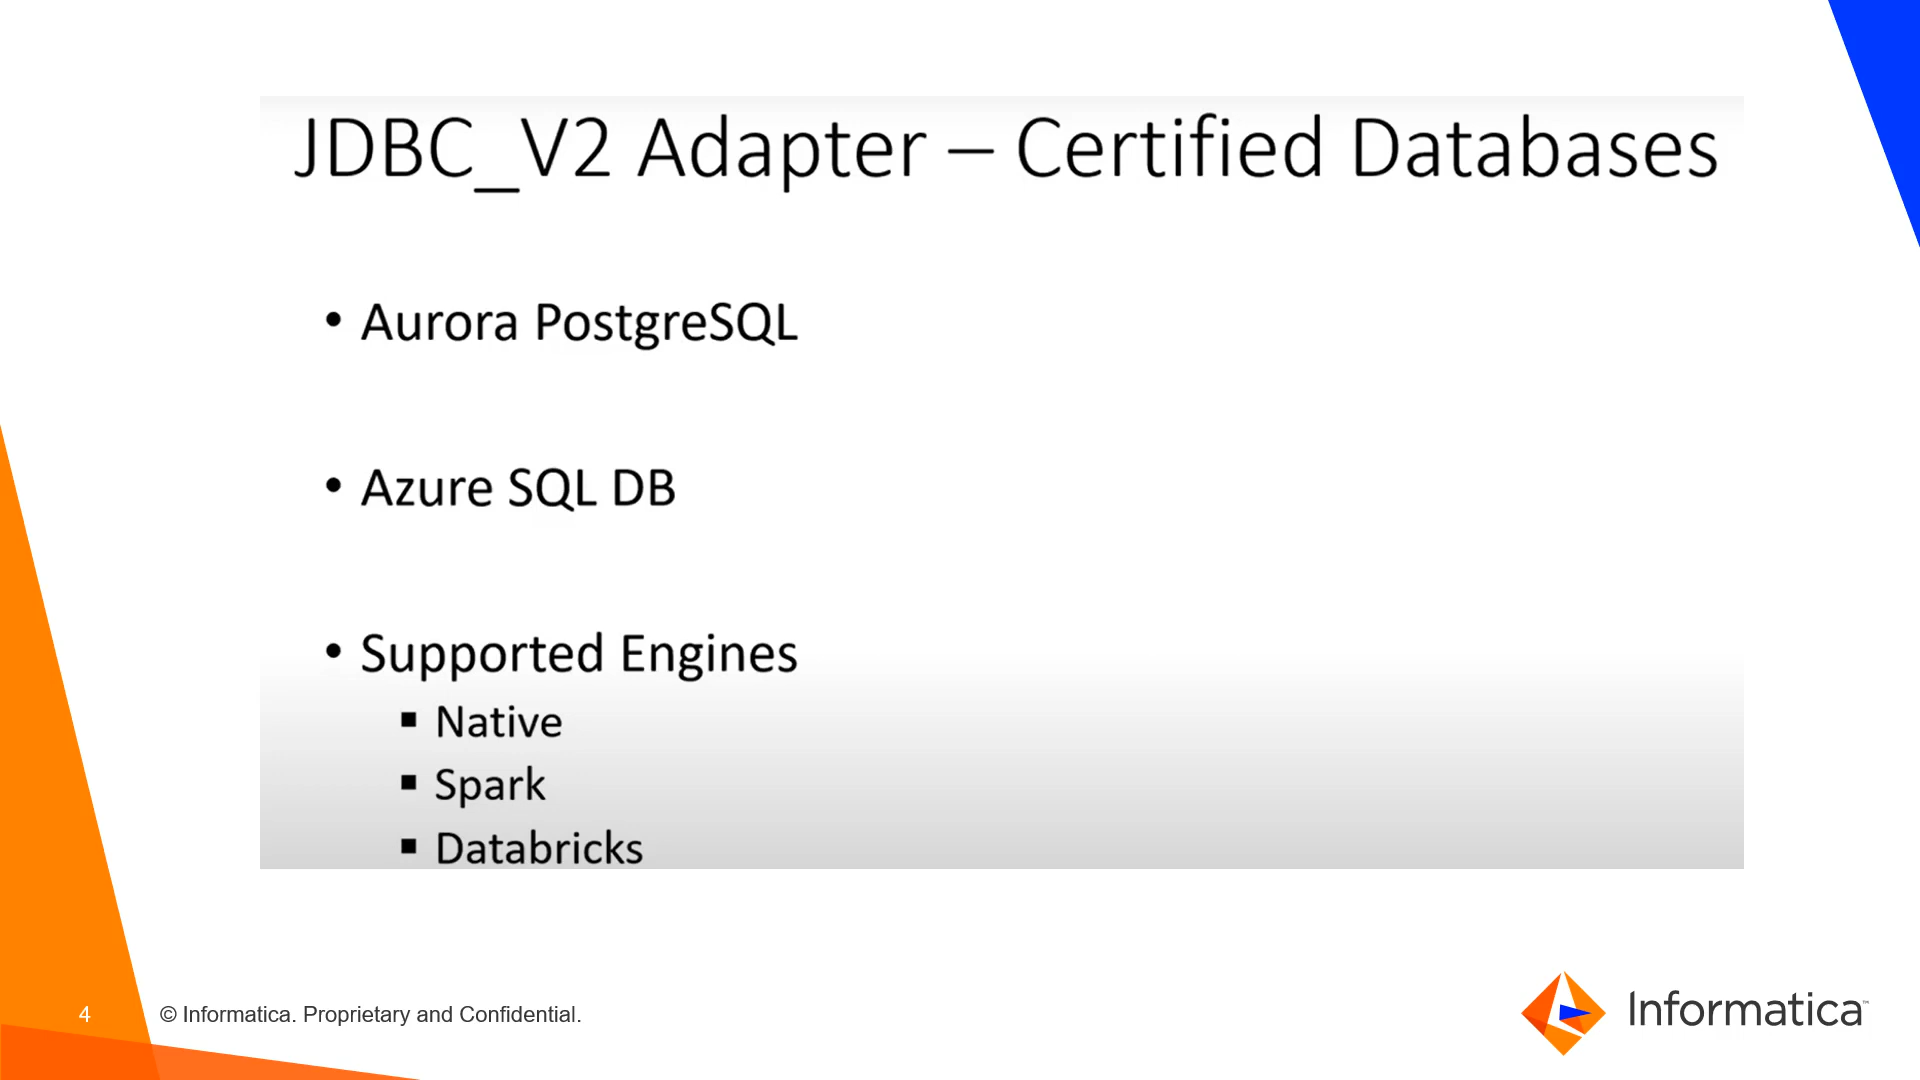 JDBC_V2 Adapter – Certified Databases
• Aurora PostgreSQL
• Azure SQL DB
• Supported Engines
▪ Native
▪ Spark
▪ Databricks
4
© Informatica. Proprietary and Confidential.
Informatica™